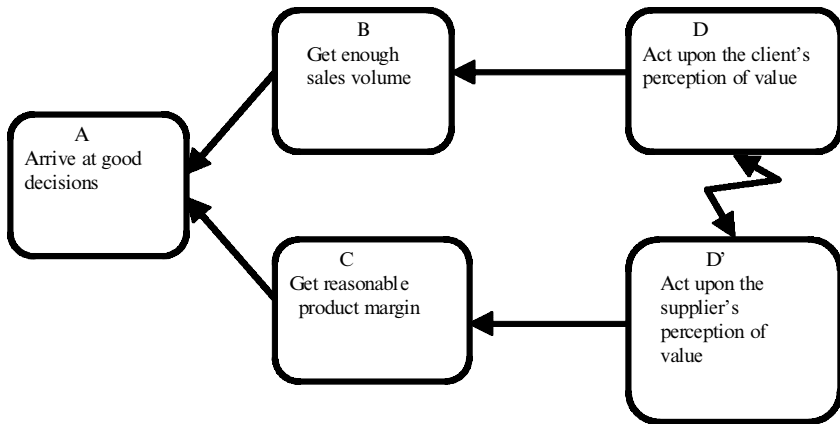 A
Arrive at good
decisions
B
Get enough
sales volume
C
Get reasonable
product margin
D
Act upon the client's
perception of value
D'
Act upon the
supplier's
perception of
value